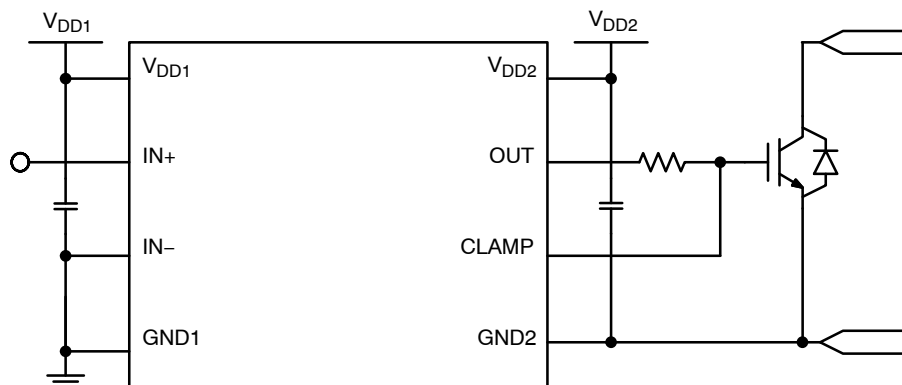 VDD1
VDD2
VDD1
VDD2
IN+
OUT
IN−
CLAMP
GND1
GND2